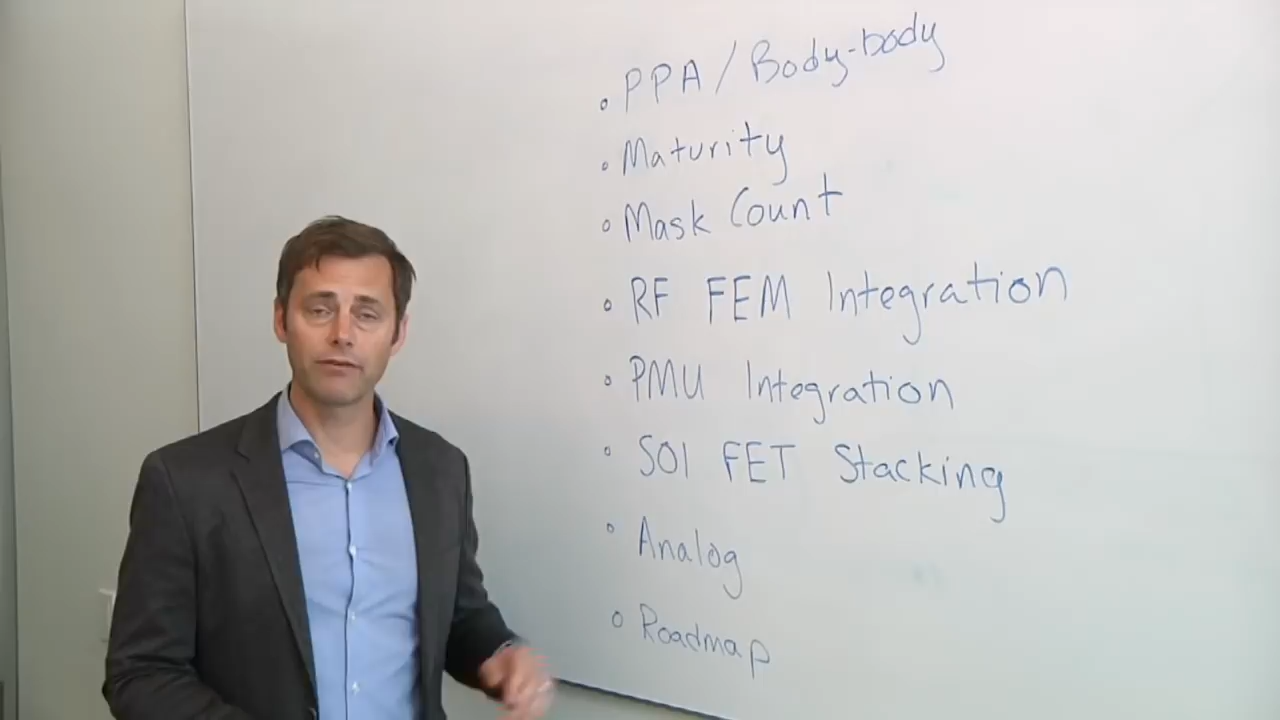 PPA / Body-body
Maturity
Mask Count
RF FEM Integration
PMU Integration
SOI FET Stacking
Analog
Roadmap